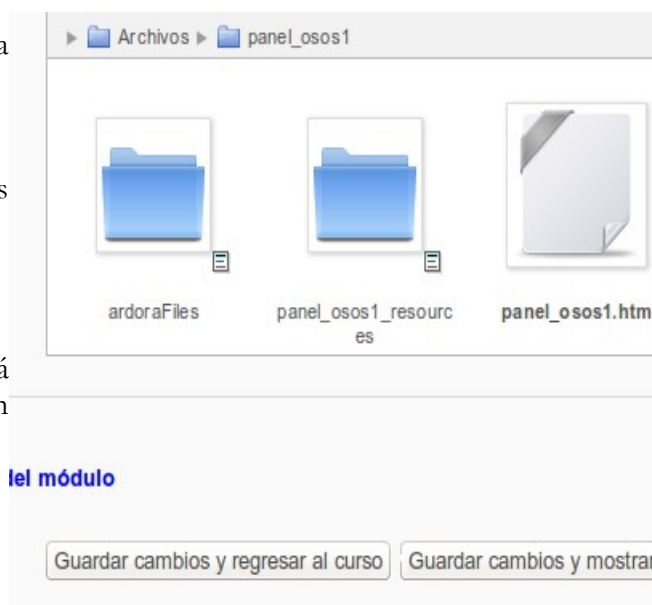 a
Archivos panel_osos1
s
ardoraFiles
panel_osos1_resourc
es
panel_osos1.htm
á
n
del módulo
Guardar cambios y regresar al curso
Guardar cambios y mostrar